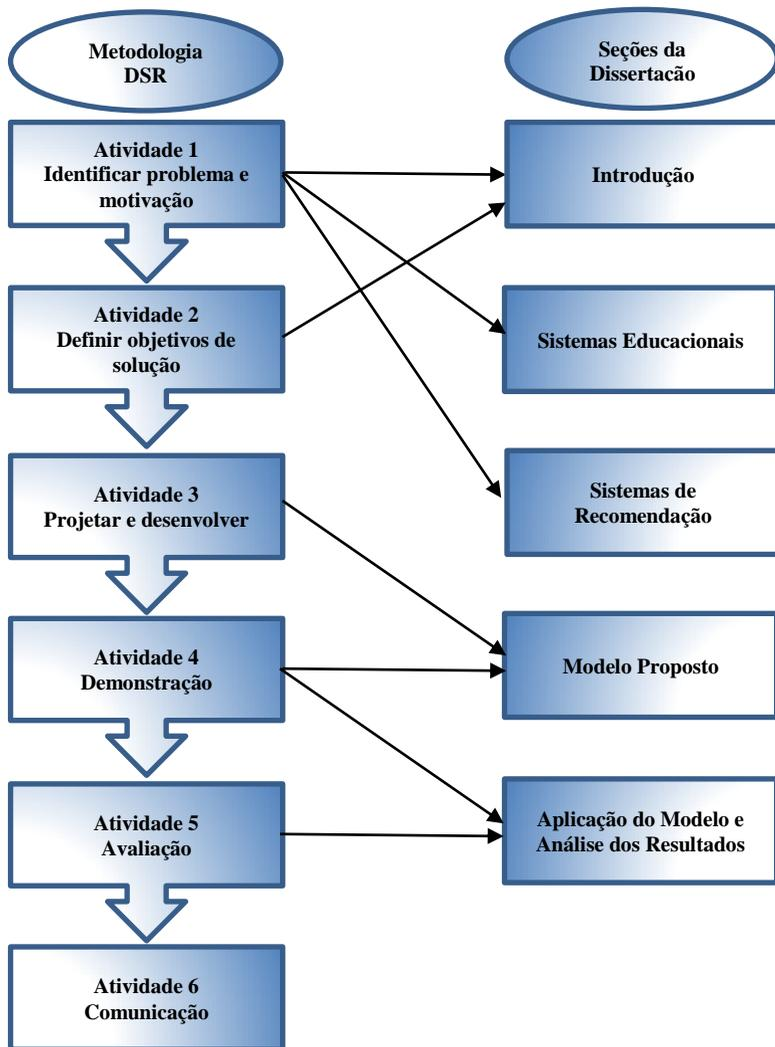 Metodologia
DSR
Seções da
Dissertacão
Atividade 1
Identificar problema e
motivação
Introdução
Atividade 2
Definir objetivos de
solução
Sistemas Educacionais
Atividade 3
Projetar e desenvolver
Sistemas de
Recomendação
Atividade 4
Demonstração
Modelo Proposto
Atividade 5
Avaliação
Aplicação do Modelo e
Análise dos Resultados
Atividade 6
Comunicação